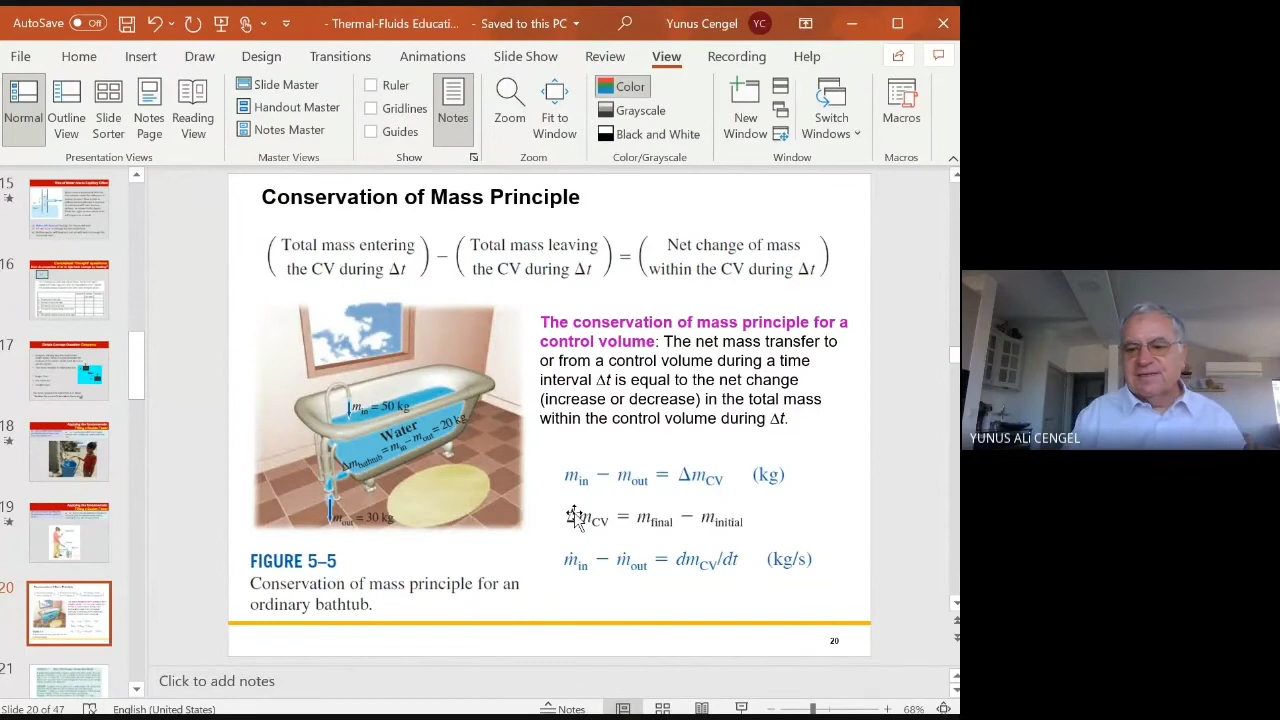 AutoSave Off - Thermal-Fluids Educati... - Saved to this PC Yunus Cengel YC
File Home Insert Draw Design Transitions Animations Slide Show Review View Recording Help
Normal Outline View Slide Sorter Notes Page Reading View
Presentation Views
Slide Master
Handout Master
Notes Master
Master Views
Ruler
Gridlines
Guides
Show
Notes
Zoom Fit to Window
Zoom
Color
Grayscale
Black and White
Color/Grayscale
New Window Switch Windows
Window
Macros
Macros
15
16
17
18
19
20
21
Conservation of Mass Principle
(Total mass entering the CV during Δt) − (Total mass leaving the CV during Δt) = (Net change of mass within the CV during Δt)
m_in = 50 kg
Water
Δm_bathtub = m_in − m_out = 20 kg
m_out = 30 kg
FIGURE 5–5
Conservation of mass principle for an
ordinary bathtub.
The conservation of mass principle for a
control volume: The net mass transfer to
or from a control volume during a time
interval Δt is equal to the net change
(increase or decrease) in the total mass
within the control volume during Δt.
m_in − m_out = Δm_CV (kg)
Δm_CV = m_final − m_initial
ṁ_in − ṁ_out = dm_CV/dt (kg/s)
20
Click to add notes
Slide 20 of 47 English (United States) Notes 68%
YUNUS ALi CENGEL